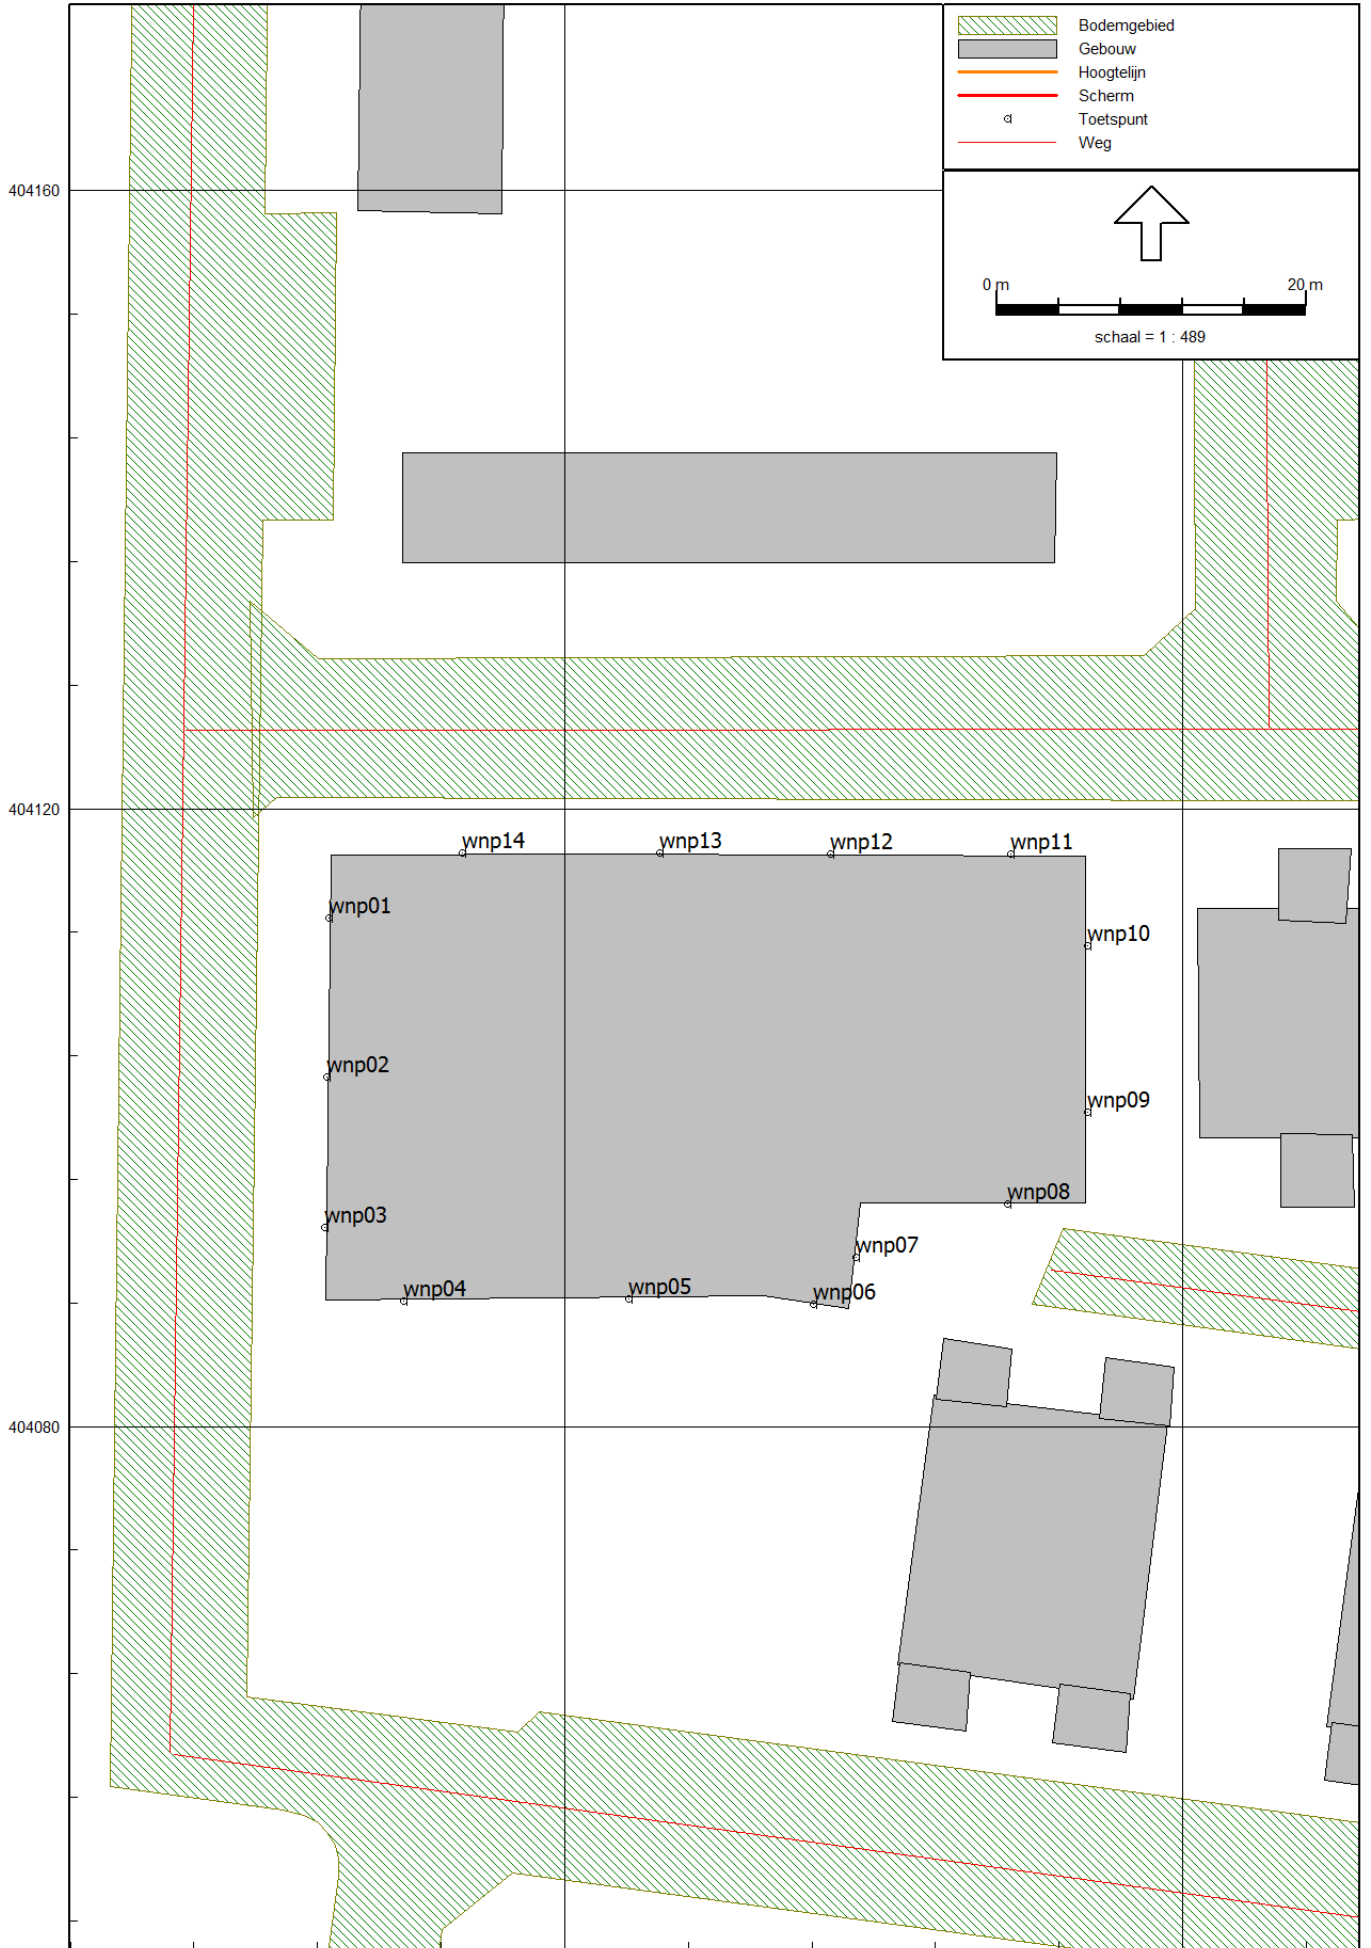 Bodemgebied
Gebouw
Hoogtelijn
Scherm
Toetspunt
Weg
404160
0 m 20 m
schaal = 1 : 489
404120
wnp14 wnp13 wnp12 wnp11
wnp01
wnp10
wnp02
wnp09
wnp08
wnp03
wnp07
wnp04 wnp05 wnp06
404080